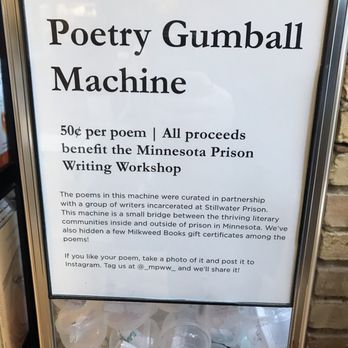 Poetry Gumball
Machine
50¢ per poem | All proceeds
benefit the Minnesota Prison
Writing Workshop
The poems in this machine were curated in partnership
with a group of writers incarcerated at Stillwater Prison.
This machine is a small bridge between the thriving literary
communities inside and outside of prison in Minnesota. We've
also hidden a few Milkweed Books gift certificates among the
poems!
If you like your poem, take a photo of it and post it to
Instagram. Tag us at @_mpww_ and we'll share it!